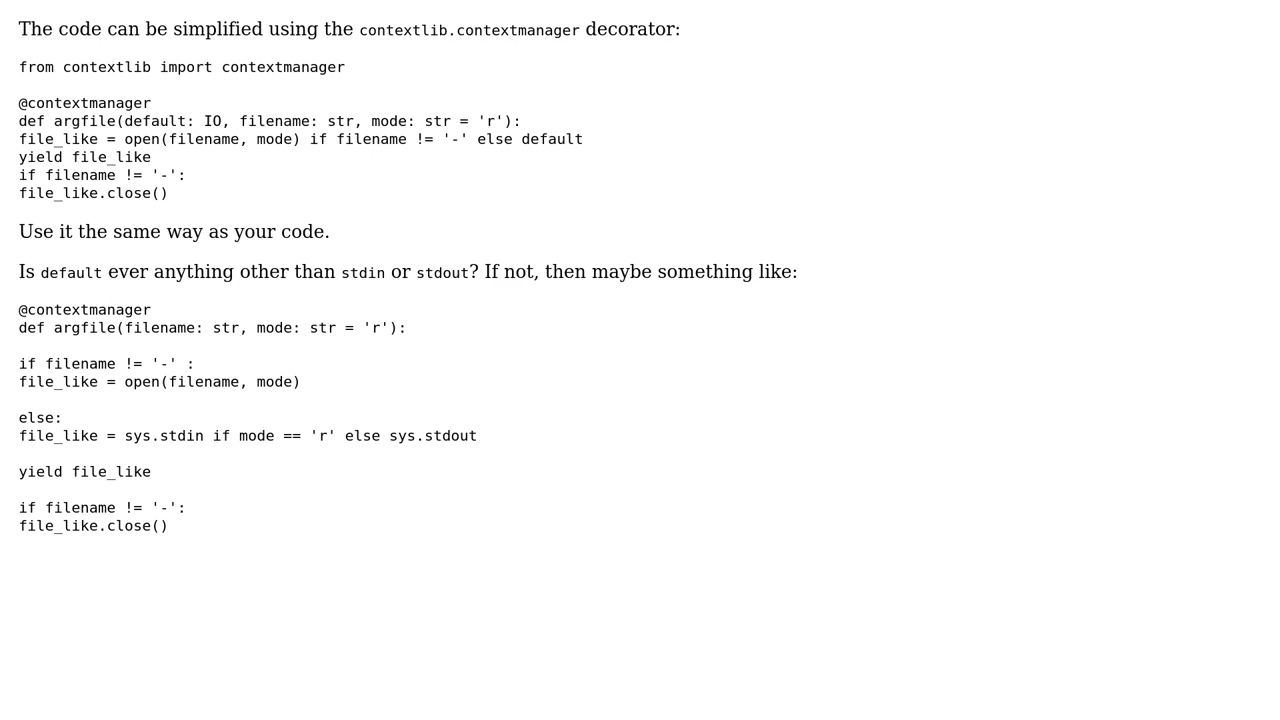 The code can be simplified using the contextlib.contextmanager decorator:
from contextlib import contextmanager
@contextmanager
def argfile(default: IO, filename: str, mode: str = 'r'):
file_like = open(filename, mode) if filename != '-' else default
yield file_like
if filename != '-':
file_like.close()
Use it the same way as your code.
Is default ever anything other than stdin or stdout? If not, then maybe something like:
@contextmanager
def argfile(filename: str, mode: str = 'r'):
if filename != '-' :
file_like = open(filename, mode)
else:
file_like = sys.stdin if mode == 'r' else sys.stdout
yield file_like
if filename != '-':
file_like.close()